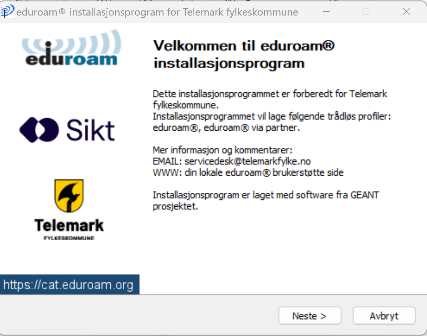 eduroam® installasjonsprogram for Telemark fylkeskommune
eduroam
Sikt
Telemark
FYLKESKOMMUNE
https://cat.eduroam.org
Velkommen til eduroam®
installasjonsprogram
Dette installasjonsprogrammet er forberedt for Telemark
fylkeskommune.
Installasjonsprogrammet vil lage følgende trådløs profiler:
eduroam®, eduroam® via partner.
Mer informasjon og kommentarer:
EMAIL: servicedesk@telemarkfylke.no
WWW: din lokale eduroam® brukerstøtte side
Installasjonsprogram er laget med software fra GEANT
prosjektet.
Neste >
Avbryt